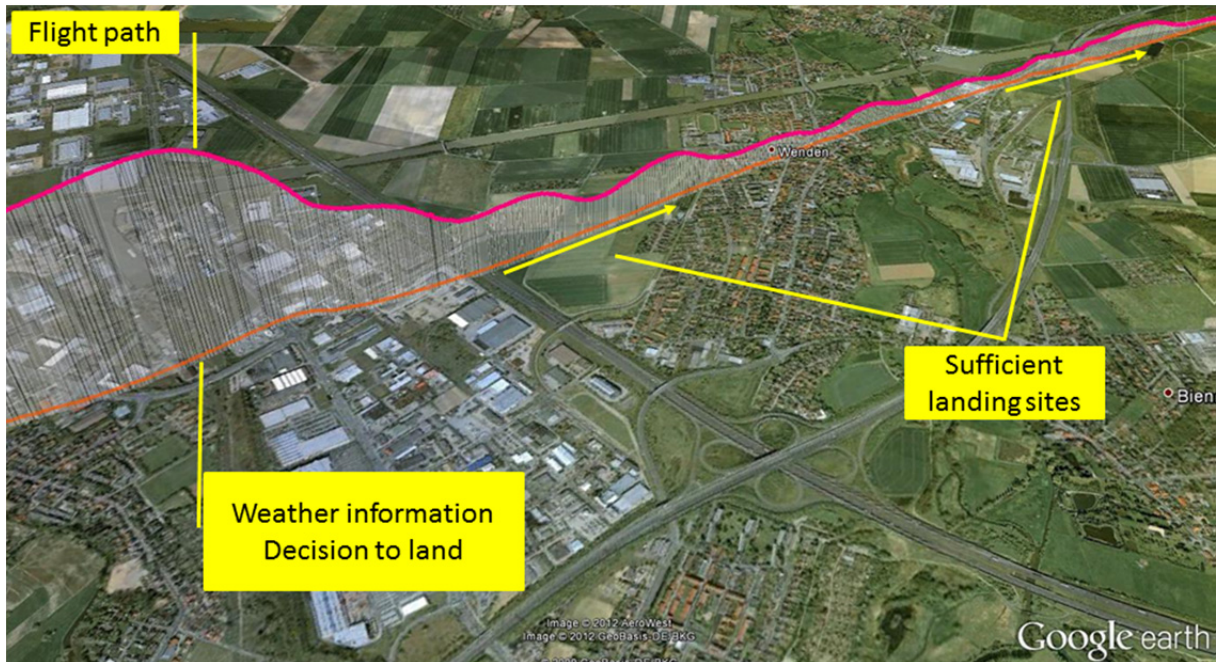 Flight path
Wenden
Sufficient
landing sites
Bien
Weather information
Decision to land
Image © 2012 AeroWest
Image © 2012 GeoBasis-DE/BKG
Google earth